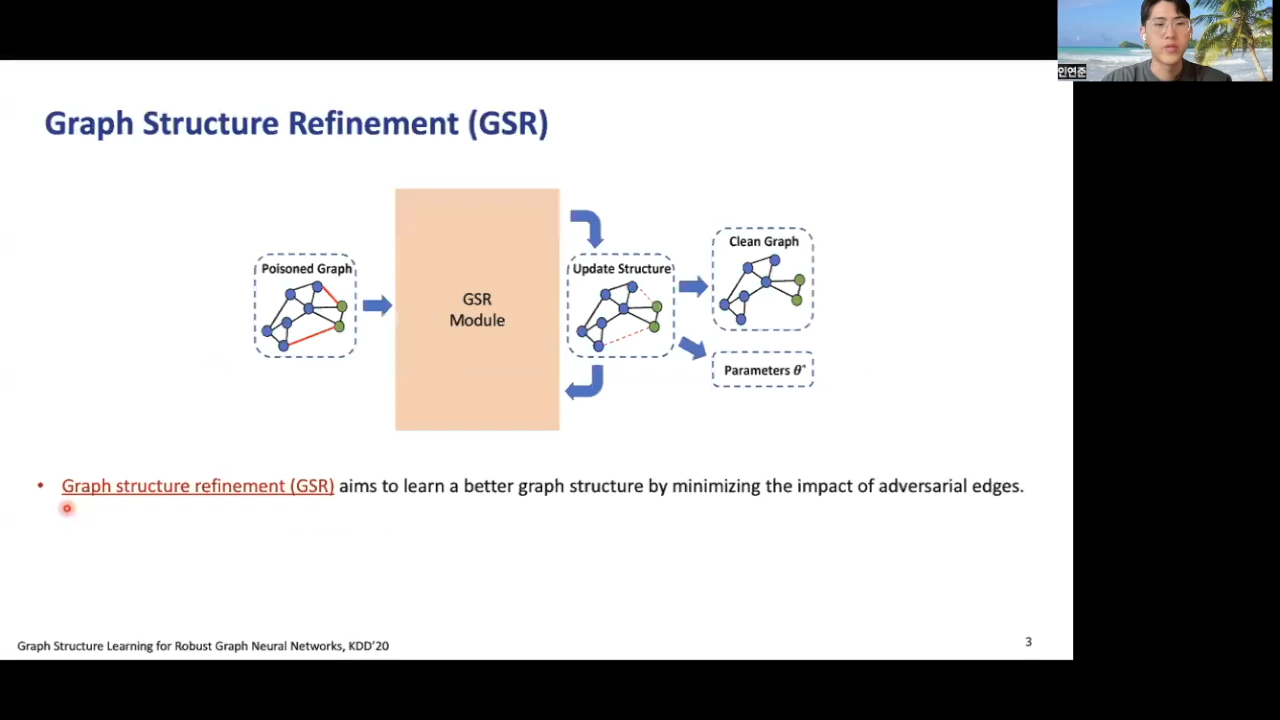 인연준
Graph Structure Refinement (GSR)
Poisoned Graph
GSR
Module
Update Structure
Clean Graph
Parameters θ*
• Graph structure refinement (GSR) aims to learn a better graph structure by minimizing the impact of adversarial edges.
Graph Structure Learning for Robust Graph Neural Networks, KDD'20
3